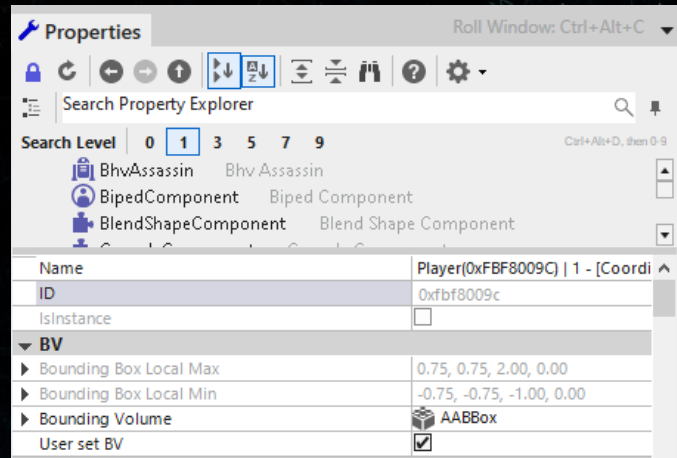 Properties
Roll Window: Ctrl+Alt+C
Search Property Explorer
Search Level 0 1 3 5 7 9 Ctrl+Alt+D, then 0-9
BhvAssassin Bhv Assassin
BipedComponent Biped Component
BlendShapeComponent Blend Shape Component
Name Player(0xFBF8009C) | 1 - [Coordi
ID 0xfbf8009c
IsInstance
BV
Bounding Box Local Max 0.75, 0.75, 2.00, 0.00
Bounding Box Local Min -0.75, -0.75, -1.00, 0.00
Bounding Volume AABBox
User set BV